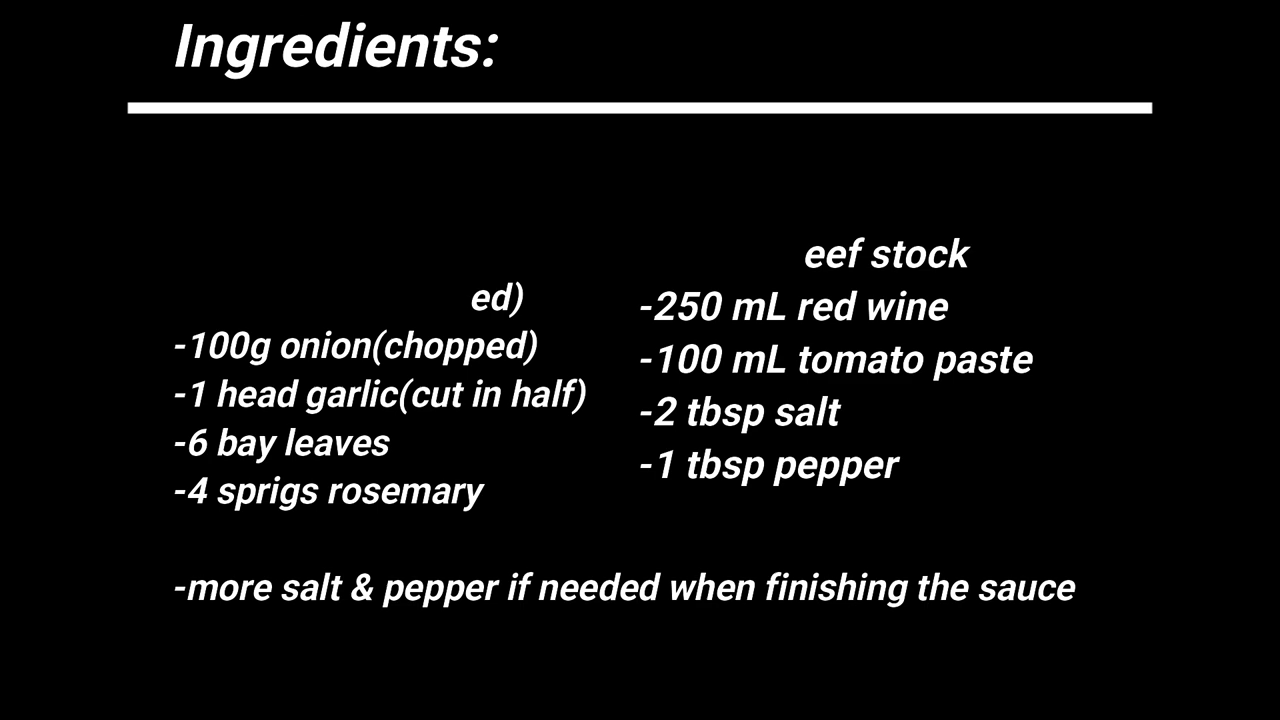 Ingredients:
ed)
-100g onion(chopped)
-1 head garlic(cut in half)
-6 bay leaves
-4 sprigs rosemary
eef stock
-250 mL red wine
-100 mL tomato paste
-2 tbsp salt
-1 tbsp pepper
-more salt & pepper if needed when finishing the sauce